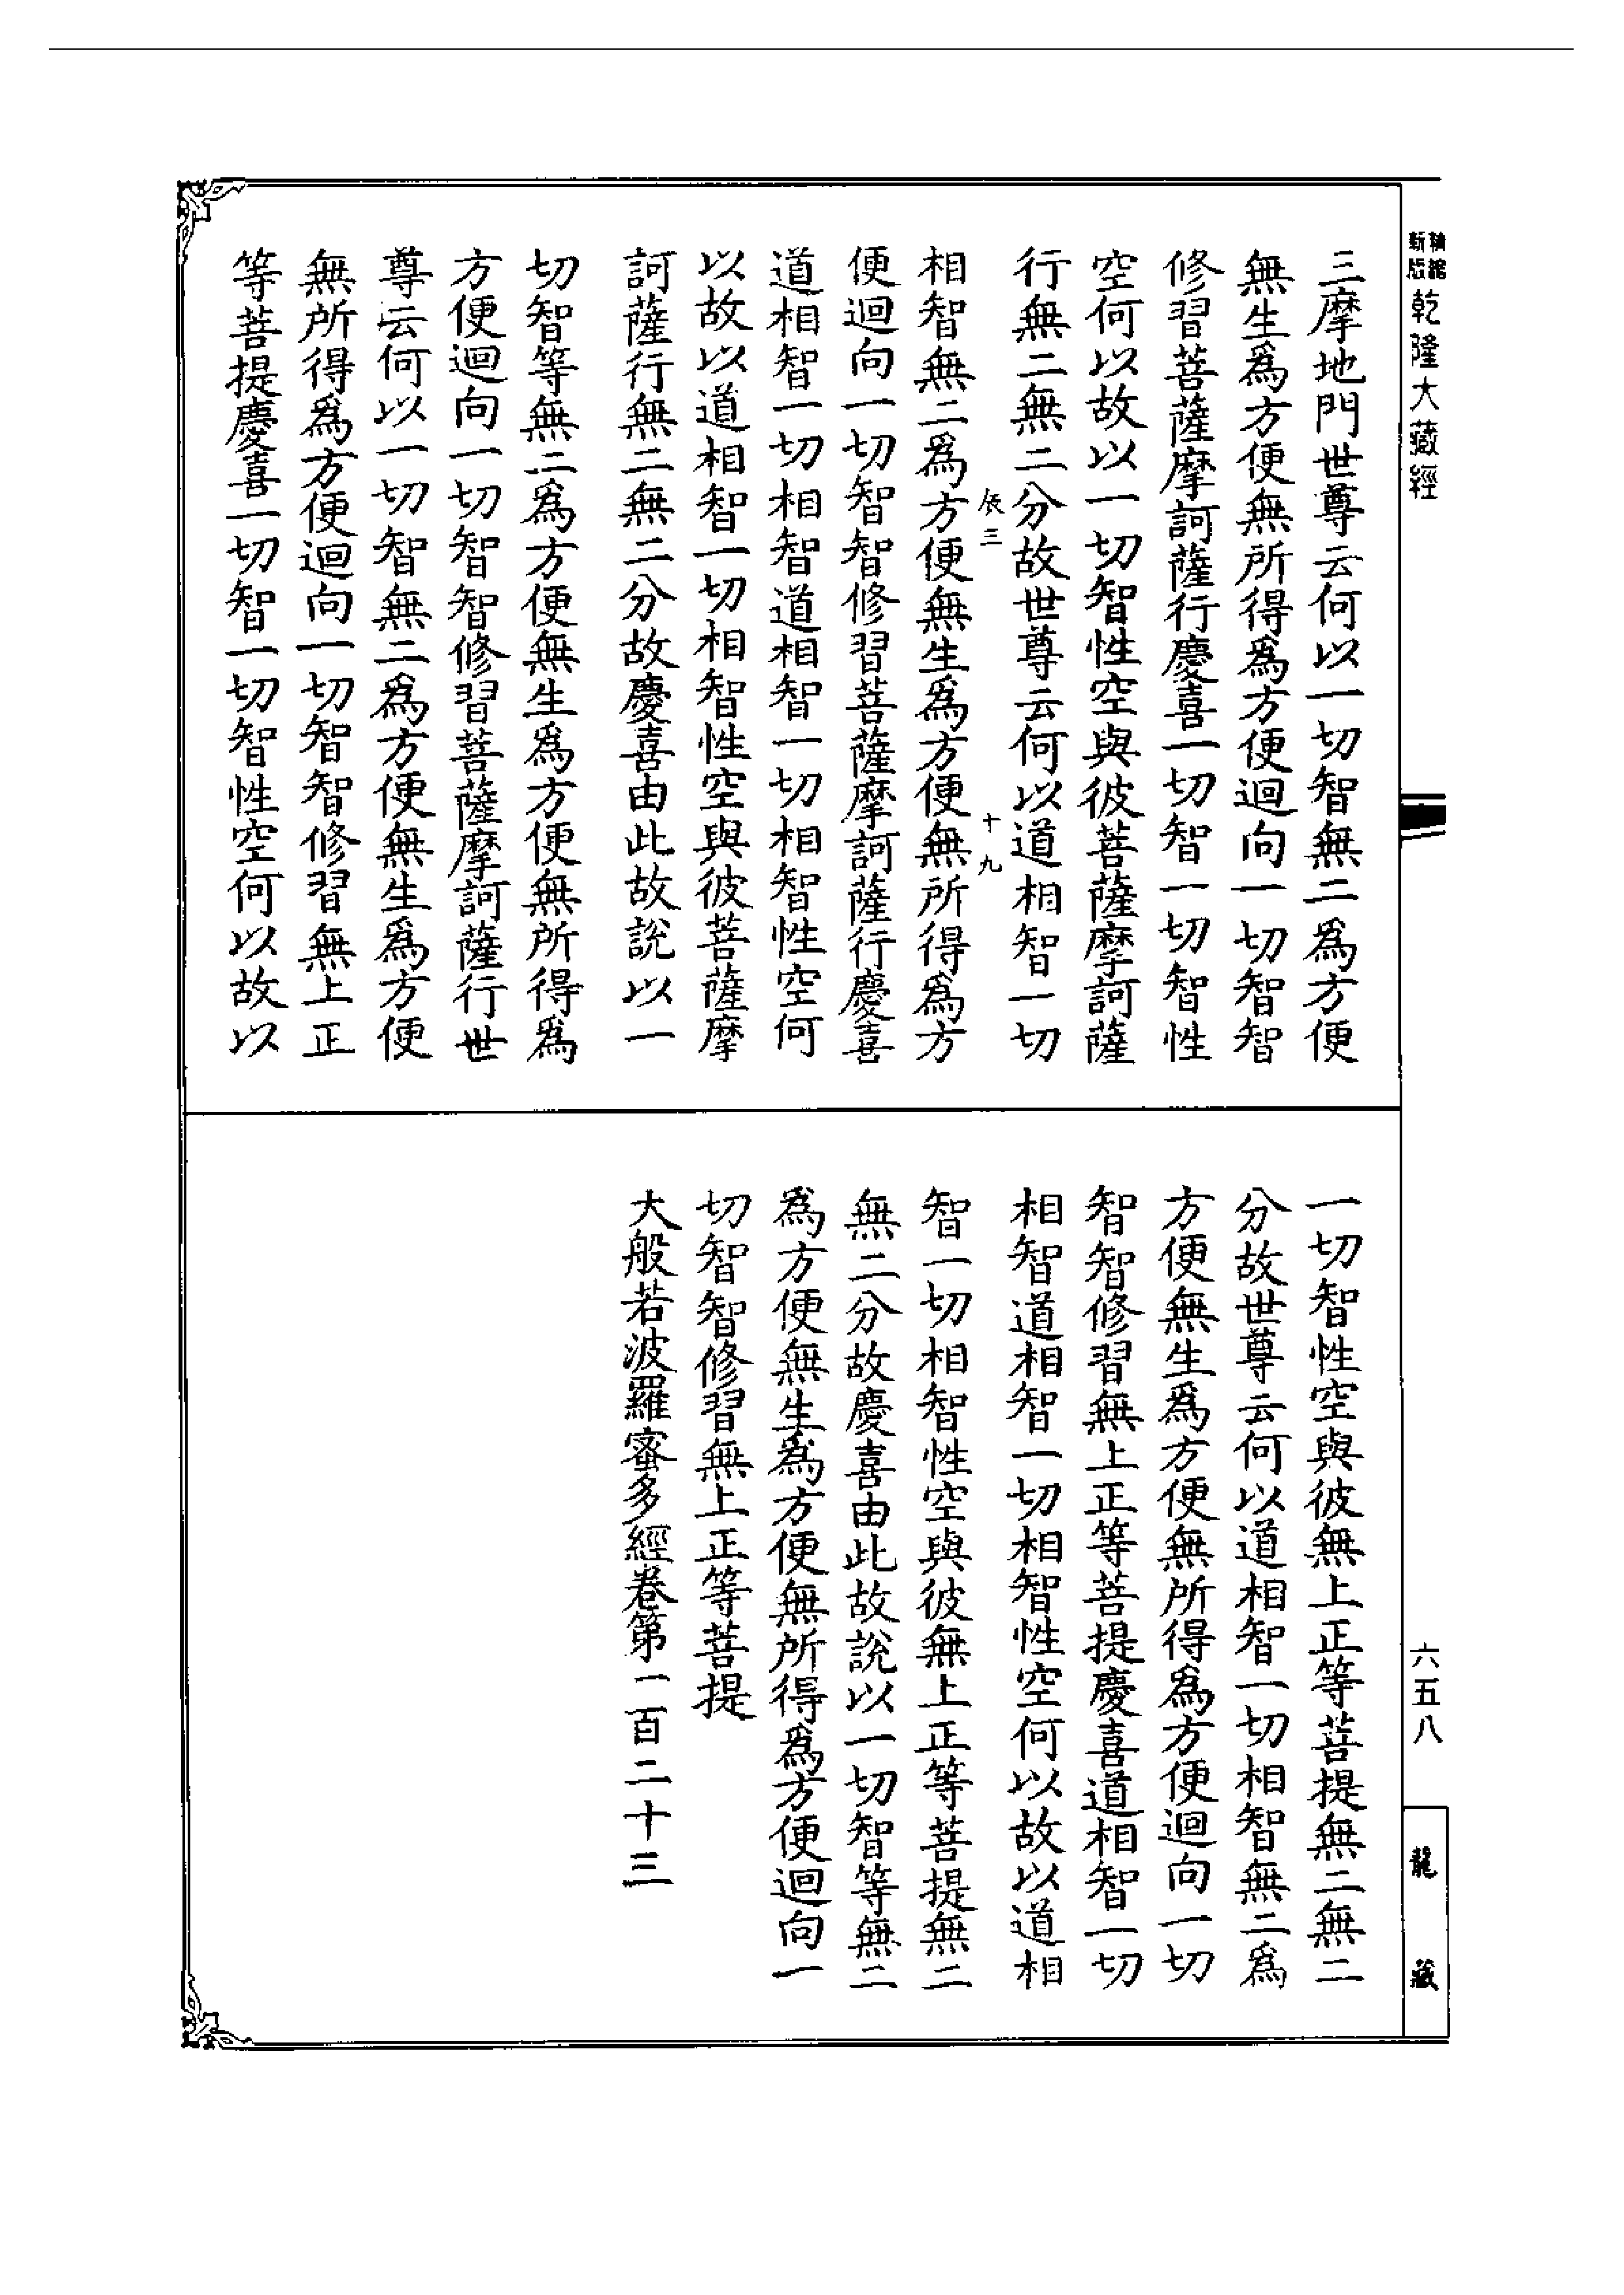 新版精縮乾隆大藏經
六五八
龍藏
三摩地門世尊云何以一切智無二爲方便
無生爲方便無所得爲方便迴向一切智智
修習菩薩摩訶薩行慶喜一切智一切智性
空何以故以一切智性空與彼菩薩摩訶薩
行無二無二分故世尊云何以道相智一切
辰三 十九
相智無二爲方便無生爲方便無所得爲方
便迴向一切智智修習菩薩摩訶薩行慶喜
道相智一切相智道相智一切相智性空何
以故以道相智一切相智性空與彼菩薩摩
訶薩行無二無二分故慶喜由此故說以一
切智等無二爲方便無生爲方便無所得爲
方便迴向一切智智修習菩薩摩訶薩行世
尊云何以一切智無二爲方便無生爲方便
無所得爲方便迴向一切智智修習無上正
等菩提慶喜一切智一切智性空何以故以
一切智性空與彼無上正等菩提無二無二
分故世尊云何以道相智一切相智無二爲
方便無生爲方便無所得爲方便迴向一切
智智修習無上正等菩提慶喜道相智一切
相智道相智一切相智性空何以故以道相
智一切相智性空與彼無上正等菩提無二
無二分故慶喜由此故說以一切智等無二
爲方便無生爲方便無所得爲方便迴向一
切智智修習無上正等菩提
大般若波羅蜜多經卷第一百二十三